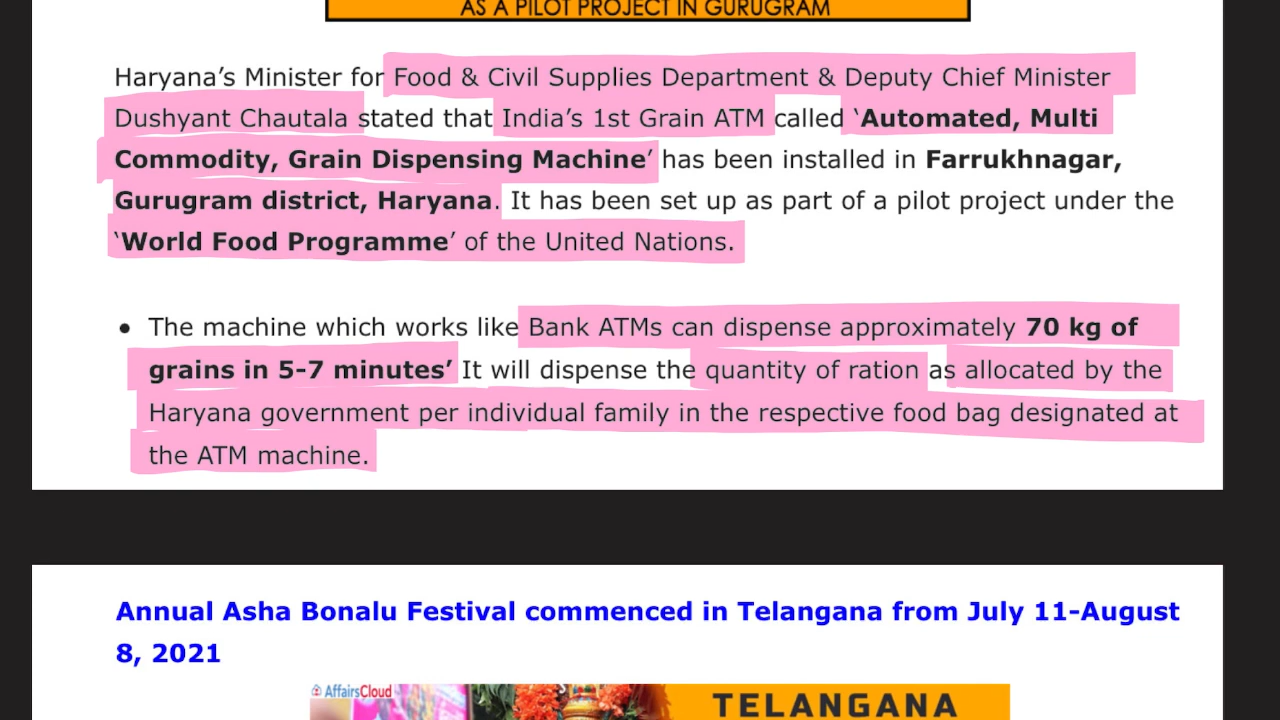 AS A PILOT PROJECT IN GURUGRAM
Haryana’s Minister for Food & Civil Supplies Department & Deputy Chief Minister
Dushyant Chautala stated that India’s 1st Grain ATM called ‘Automated, Multi
Commodity, Grain Dispensing Machine’ has been installed in Farrukhnagar,
Gurugram district, Haryana. It has been set up as part of a pilot project under the
‘World Food Programme’ of the United Nations.
• The machine which works like Bank ATMs can dispense approximately 70 kg of
grains in 5-7 minutes’ It will dispense the quantity of ration as allocated by the
Haryana government per individual family in the respective food bag designated at
the ATM machine.
Annual Asha Bonalu Festival commenced in Telangana from July 11-August
8, 2021
AffairsCloud
TELANGANA